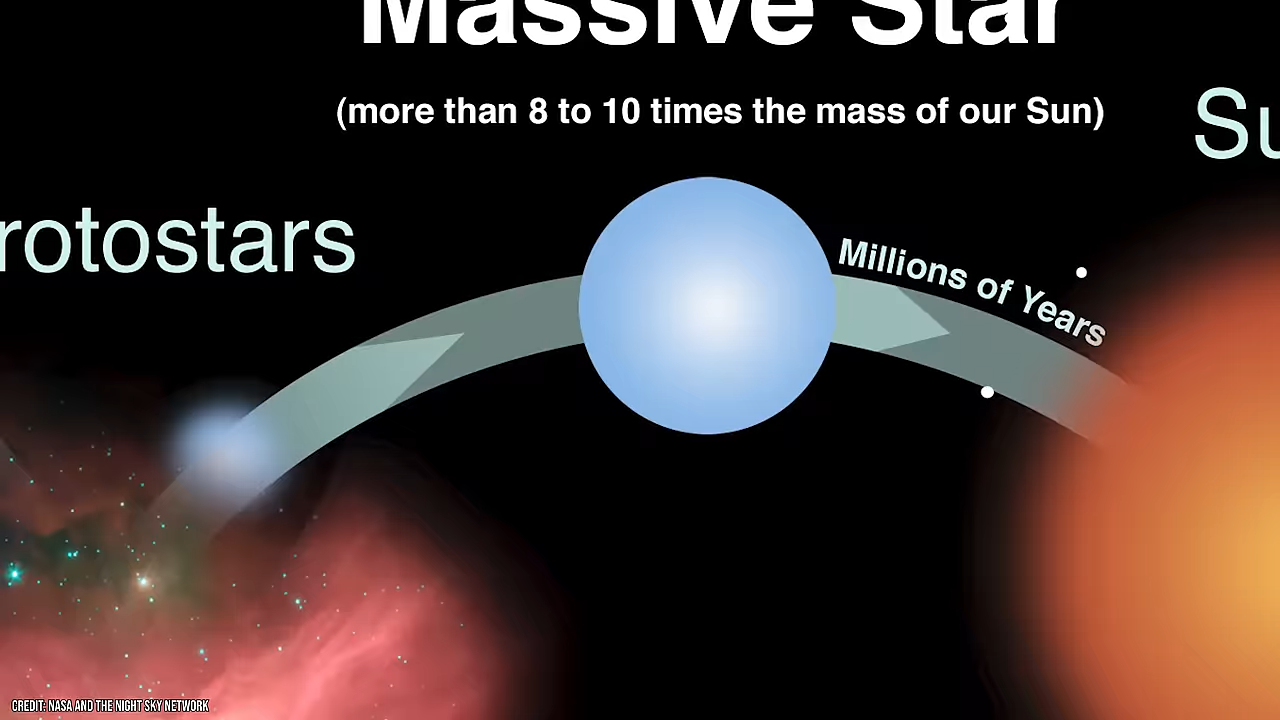 Massive Star
(more than 8 to 10 times the mass of our Sun)
Su
rotostars
Millions of Years
CREDIT: NASA AND THE NIGHT SKY NETWORK